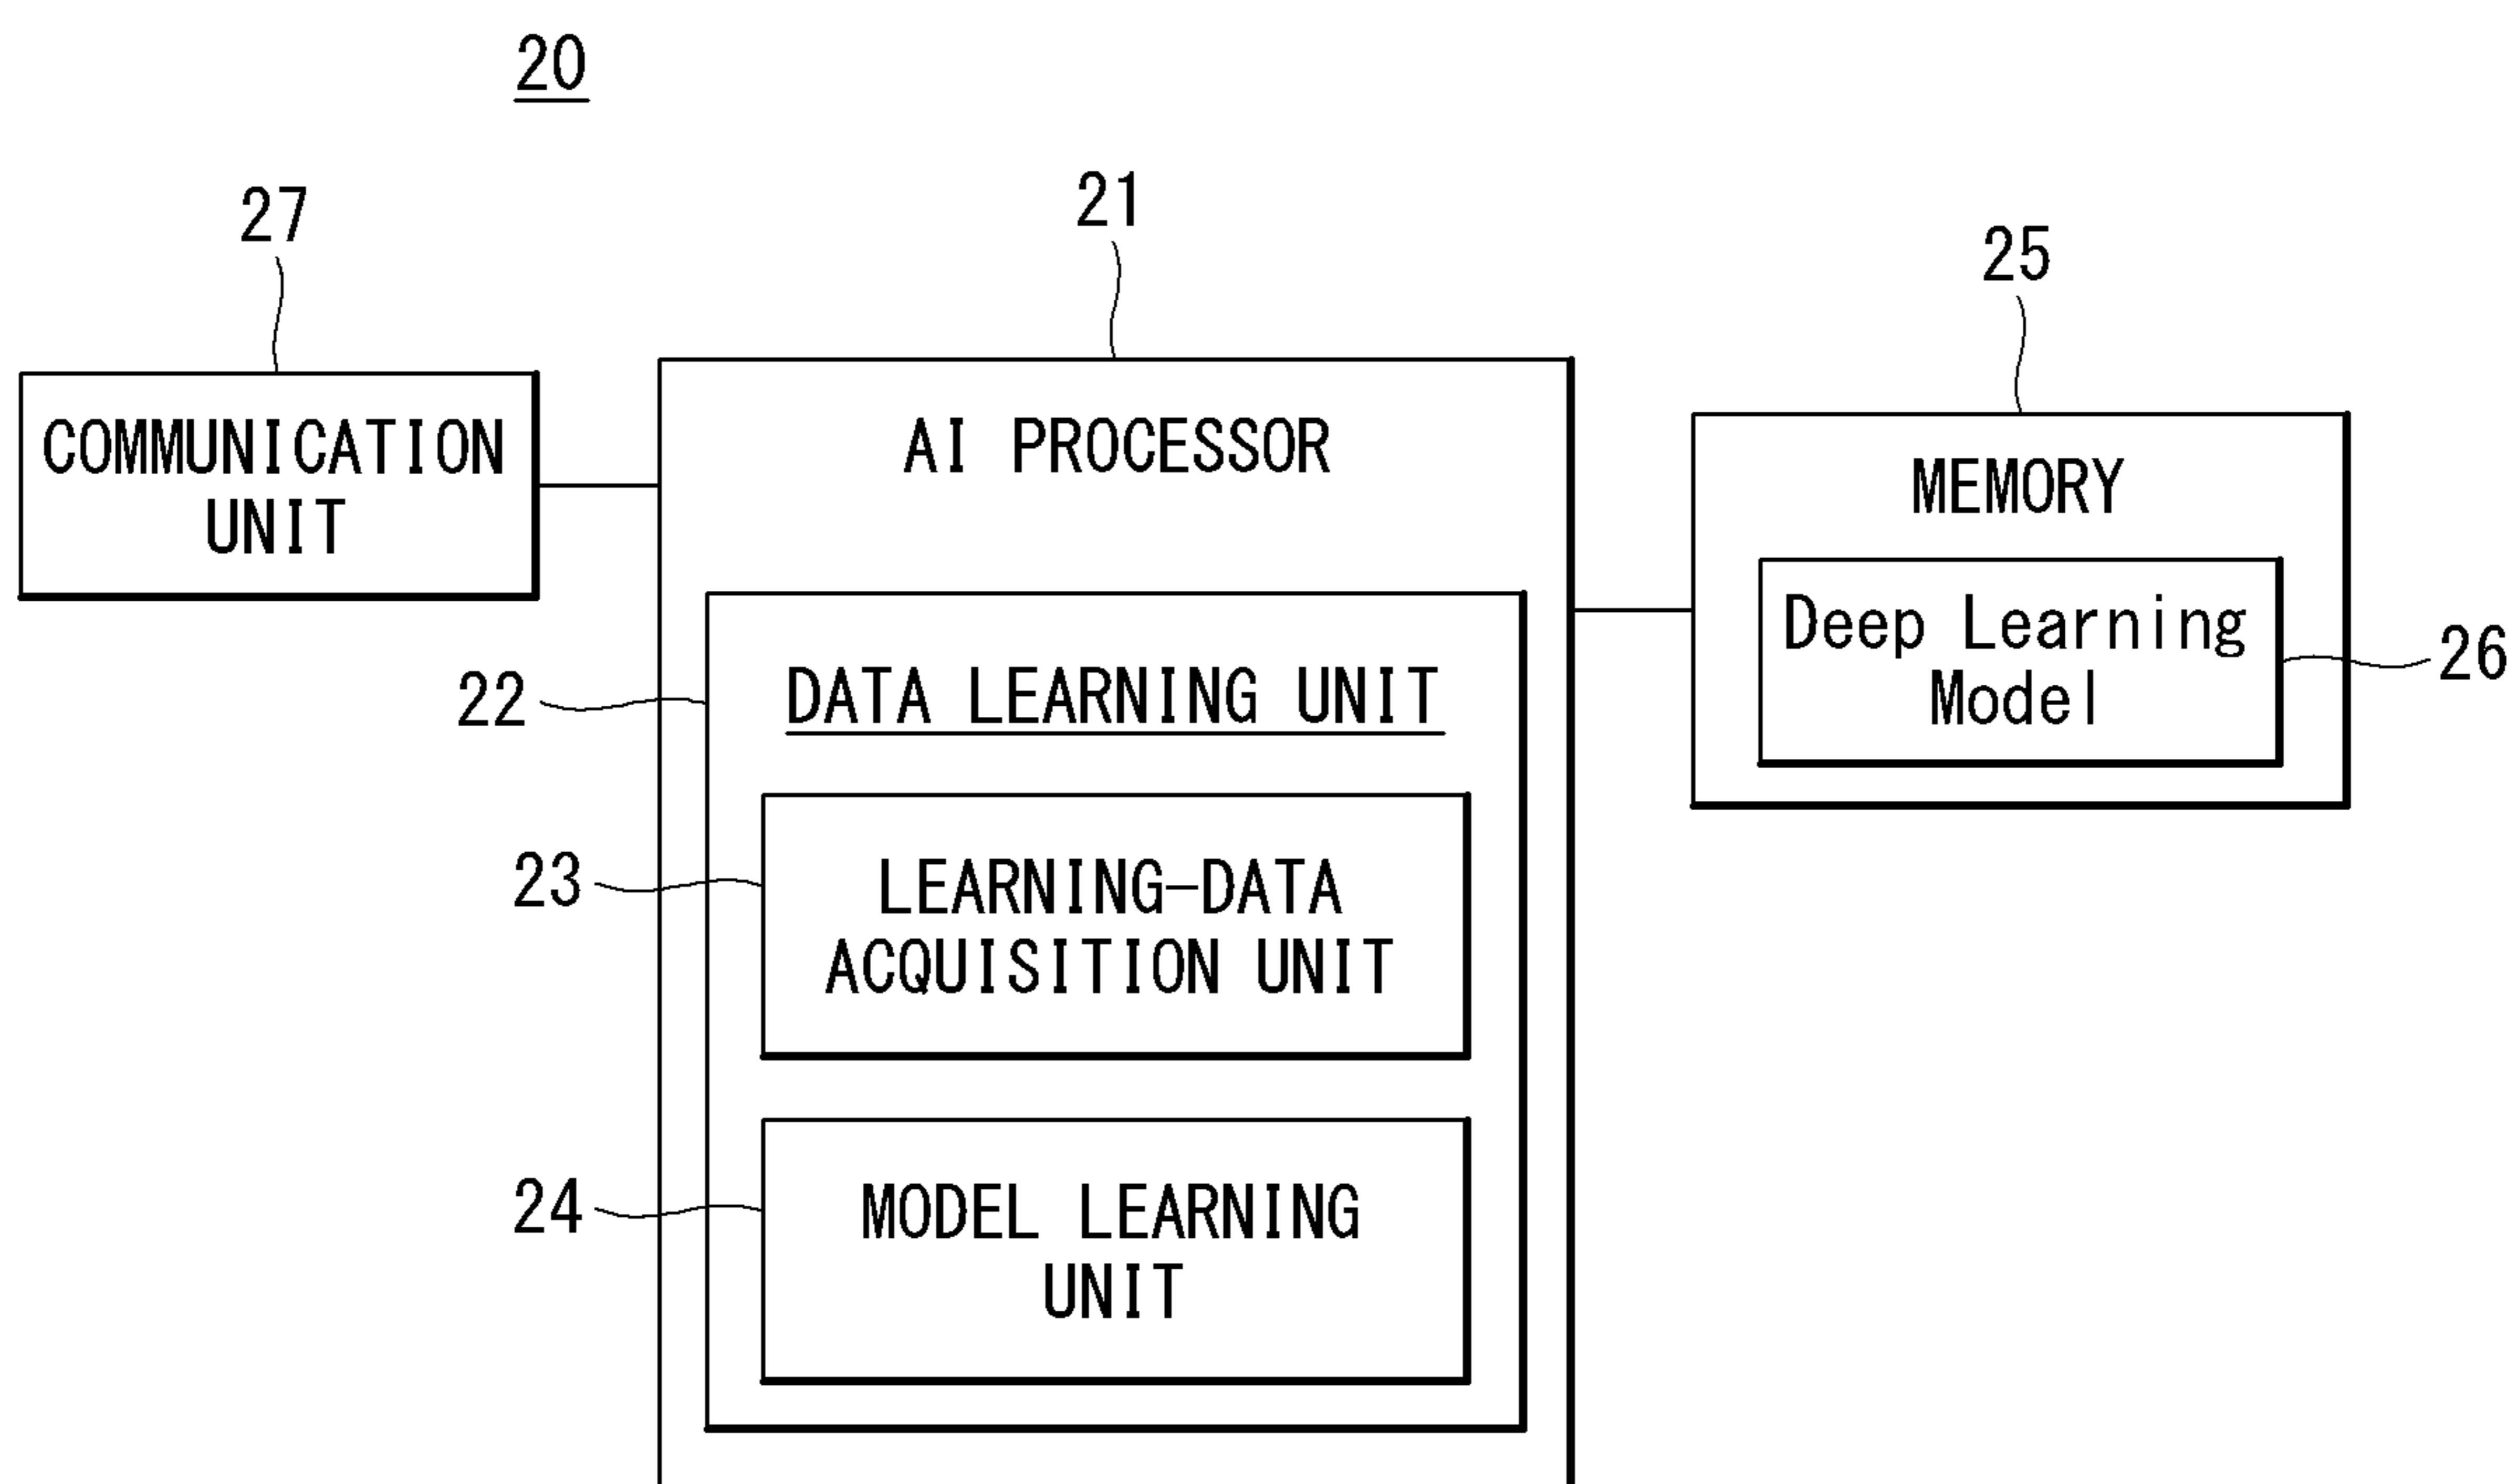 20
27
21
25
COMMUNICATION
UNIT
AI PROCESSOR
MEMORY
Deep Learning
Model
26
22
DATA LEARNING UNIT
23
LEARNING-DATA
ACQUISITION UNIT
24
MODEL LEARNING
UNIT